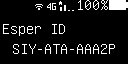 4G 100%
Esper ID
SIY-ATA-AAA2P